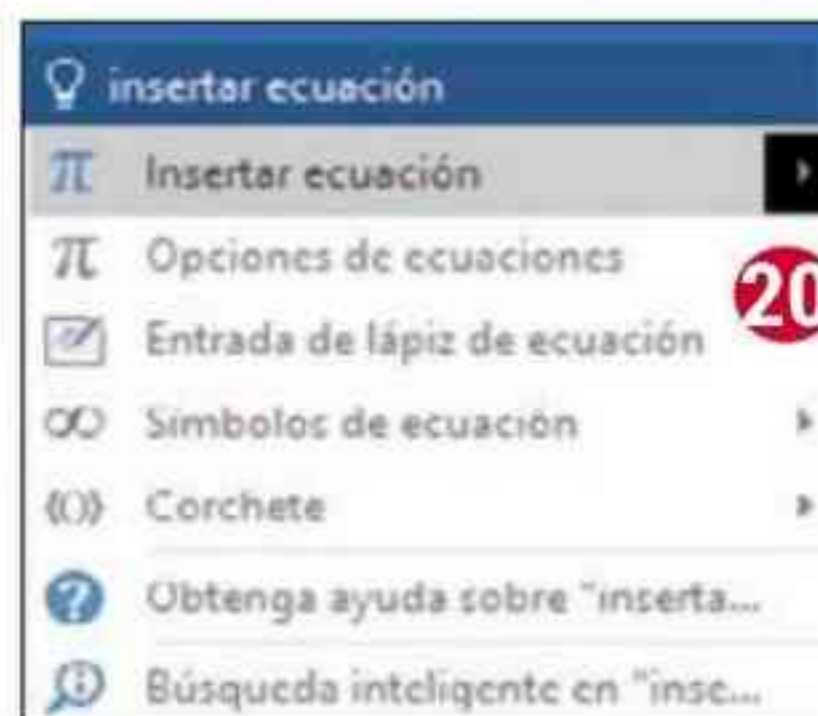 insertar ecuación
Insertar ecuación
Opciones de ecuaciones
20
Entrada de lápiz de ecuación
Símbolos de ecuación
Corchete
Obtenga ayuda sobre "inserta...
Búsqueda inteligente en "inse...